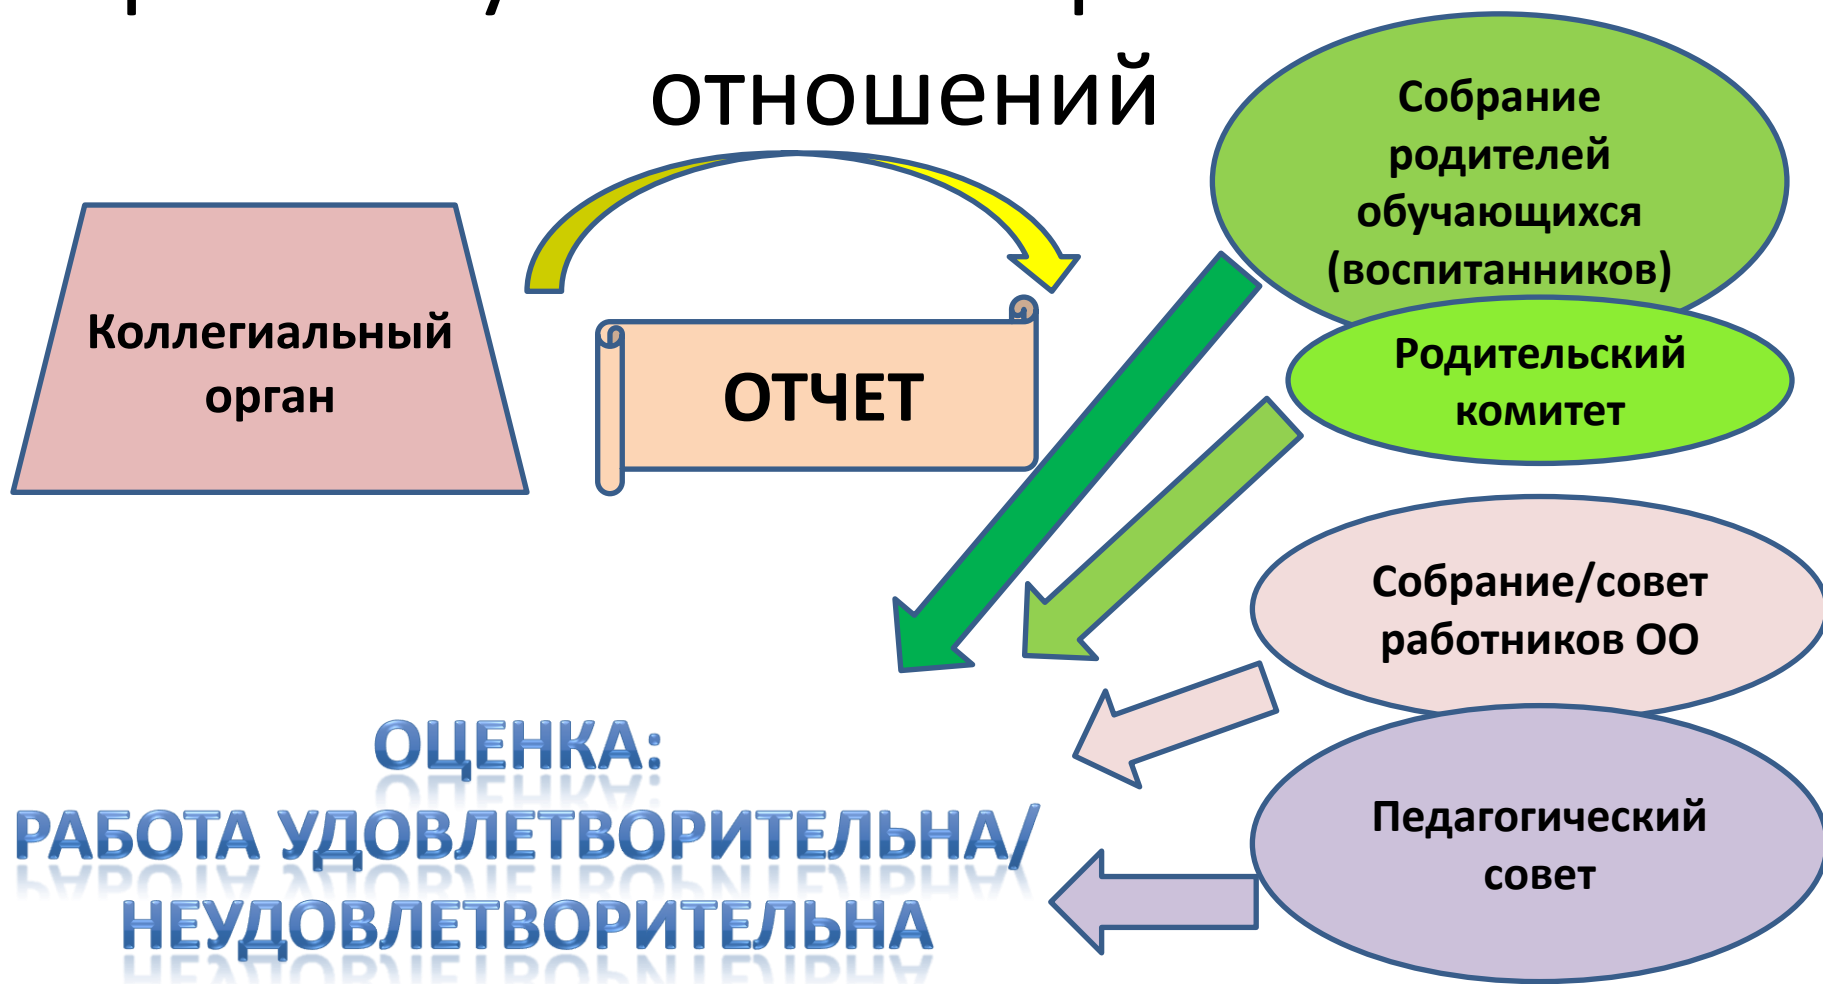 отношений
Собрание
родителей
обучающихся
(воспитанников)
Коллегиальный
орган
ОТЧЕТ
Родительский
комитет
Собрание/совет
работников ОО
Педагогический
совет
ОЦЕНКА:
РАБОТА УДОВЛЕТВОРИТЕЛЬНА/
НЕУДОВЛЕТВОРИТЕЛЬНА